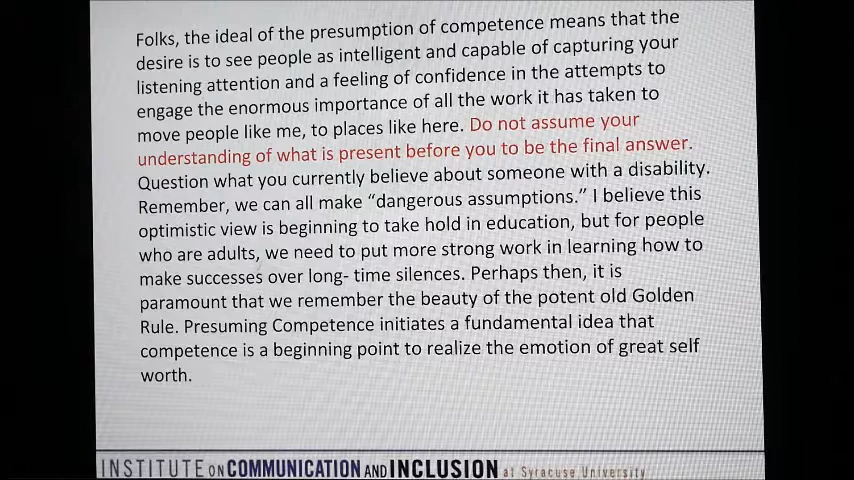 Folks, the ideal of the presumption of competence means that the
desire is to see people as intelligent and capable of capturing your
listening attention and a feeling of confidence in the attempts to
engage the enormous importance of all the work it has taken to
move people like me, to places like here. Do not assume your
understanding of what is present before you to be the final answer.
Question what you currently believe about someone with a disability.
Remember, we can all make “dangerous assumptions.” I believe this
optimistic view is beginning to take hold in education, but for people
who are adults, we need to put more strong work in learning how to
make successes over long- time silences. Perhaps then, it is
paramount that we remember the beauty of the potent old Golden
Rule. Presuming Competence initiates a fundamental idea that
competence is a beginning point to realize the emotion of great self
worth.
INSTITUTE ON COMMUNICATION AND INCLUSION at Syracuse University